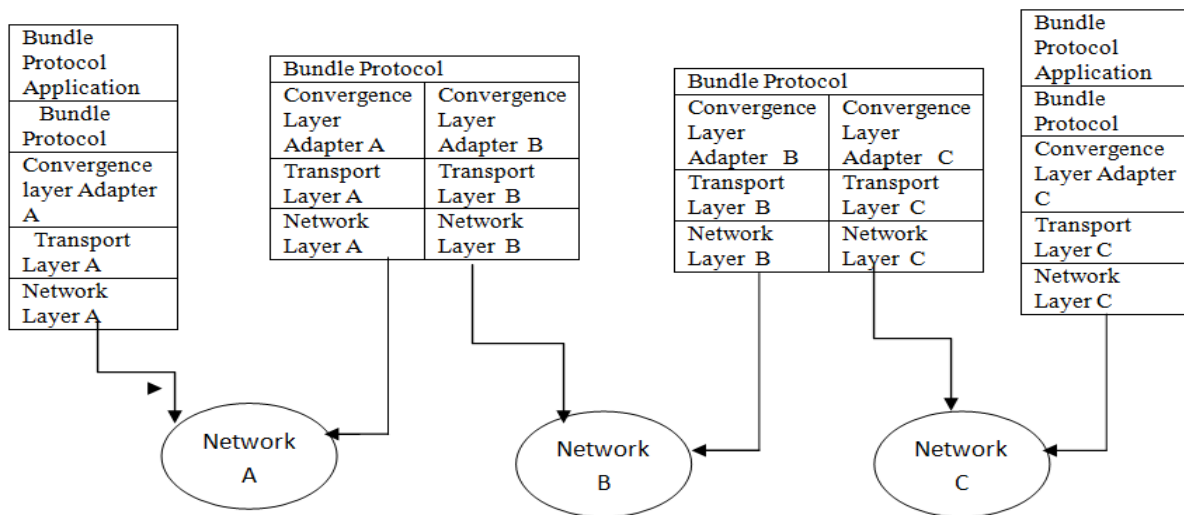 Bundle
Protocol
Application
Bundle
Protocol
Convergence
layer Adapter
A
Transport
Layer A
Network
Layer A
Bundle Protocol
Convergence
Layer
Adapter A
Convergence
Layer
Adapter B
Transport
Layer A
Transport
Layer B
Network
Layer A
Network
Layer B
Bundle Protocol
Convergence
Layer
Adapter B
Convergence
Layer
Adapter C
Transport
Layer B
Transport
Layer C
Network
Layer B
Network
Layer C
Bundle
Protocol
Application
Bundle
Protocol
Convergence
Layer Adapter
C
Transport
Layer C
Network
Layer C
Network
A
Network
B
Network
C